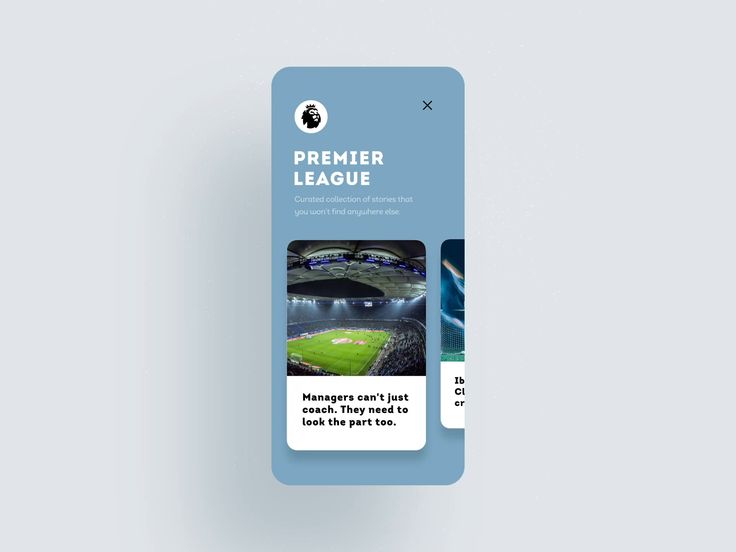 PREMIER
LEAGUE
Curated collection of stories that
you won't find anywhere else.
Managers can't just
coach. They need to
look the part too.
Ib
Cl
cr